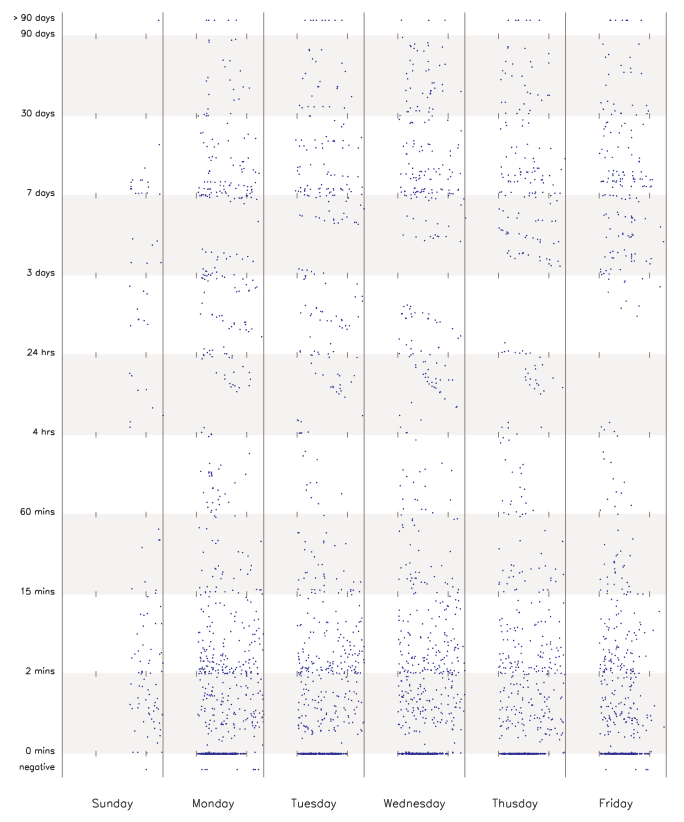 > 90 days
90 days
30 days
7 days
3 days
24 hrs
4 hrs
60 mins
15 mins
2 mins
0 mins
negative
Sunday Monday Tuesday Wednesday Thusday Friday